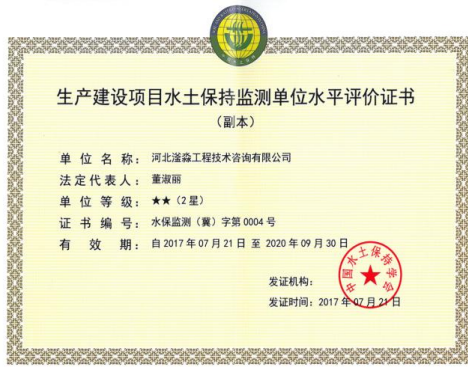 生产建设项目水土保持监测单位水平评价证书
（副本）
单位名称：河北滏淼工程技术咨询有限公司
法定代表人：董淑丽
单位等级：★★（2星）
证书编号：水保监测（冀）字第0004号
有效期：自2017年07月21日至2020年09月30日
发证机构：
中国水土保持学会
发证时间：2017年07月21日